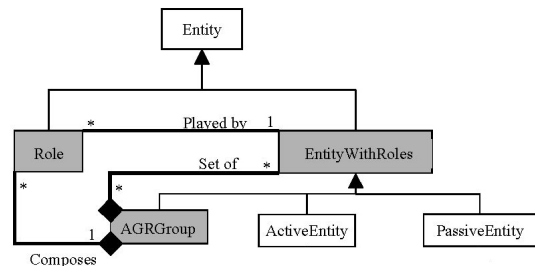 Entity
* Played by 1
Role
EntityWithRoles
Set of
*
*
*
AGRGroup
ActiveEntity
PassiveEntity
1
Composes